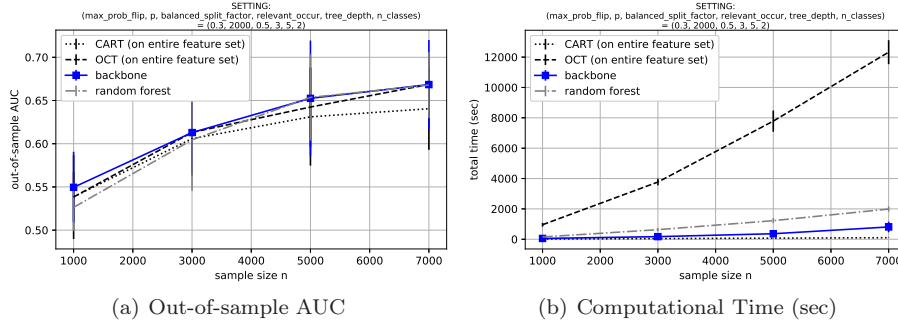 SETTING:
(max_prob_flip, p, balanced_split_factor, relevant_occur, tree_depth, n_classes)
= (0.3, 2000, 0.5, 3, 5, 2)
CART (on entire feature set)
OCT (on entire feature set)
backbone
random forest
0.70
0.65
0.60
0.55
0.50
out-of-sample AUC
1000 2000 3000 4000 5000 6000 7000
sample size n
(a) Out-of-sample AUC
SETTING:
(max_prob_flip, p, balanced_split_factor, relevant_occur, tree_depth, n_classes)
= (0.3, 2000, 0.5, 3, 5, 2)
CART (on entire feature set)
OCT (on entire feature set)
backbone
random forest
12000
10000
8000
6000
4000
2000
0
total time (sec)
1000 2000 3000 4000 5000 6000 7000
sample size n
(b) Computational Time (sec)